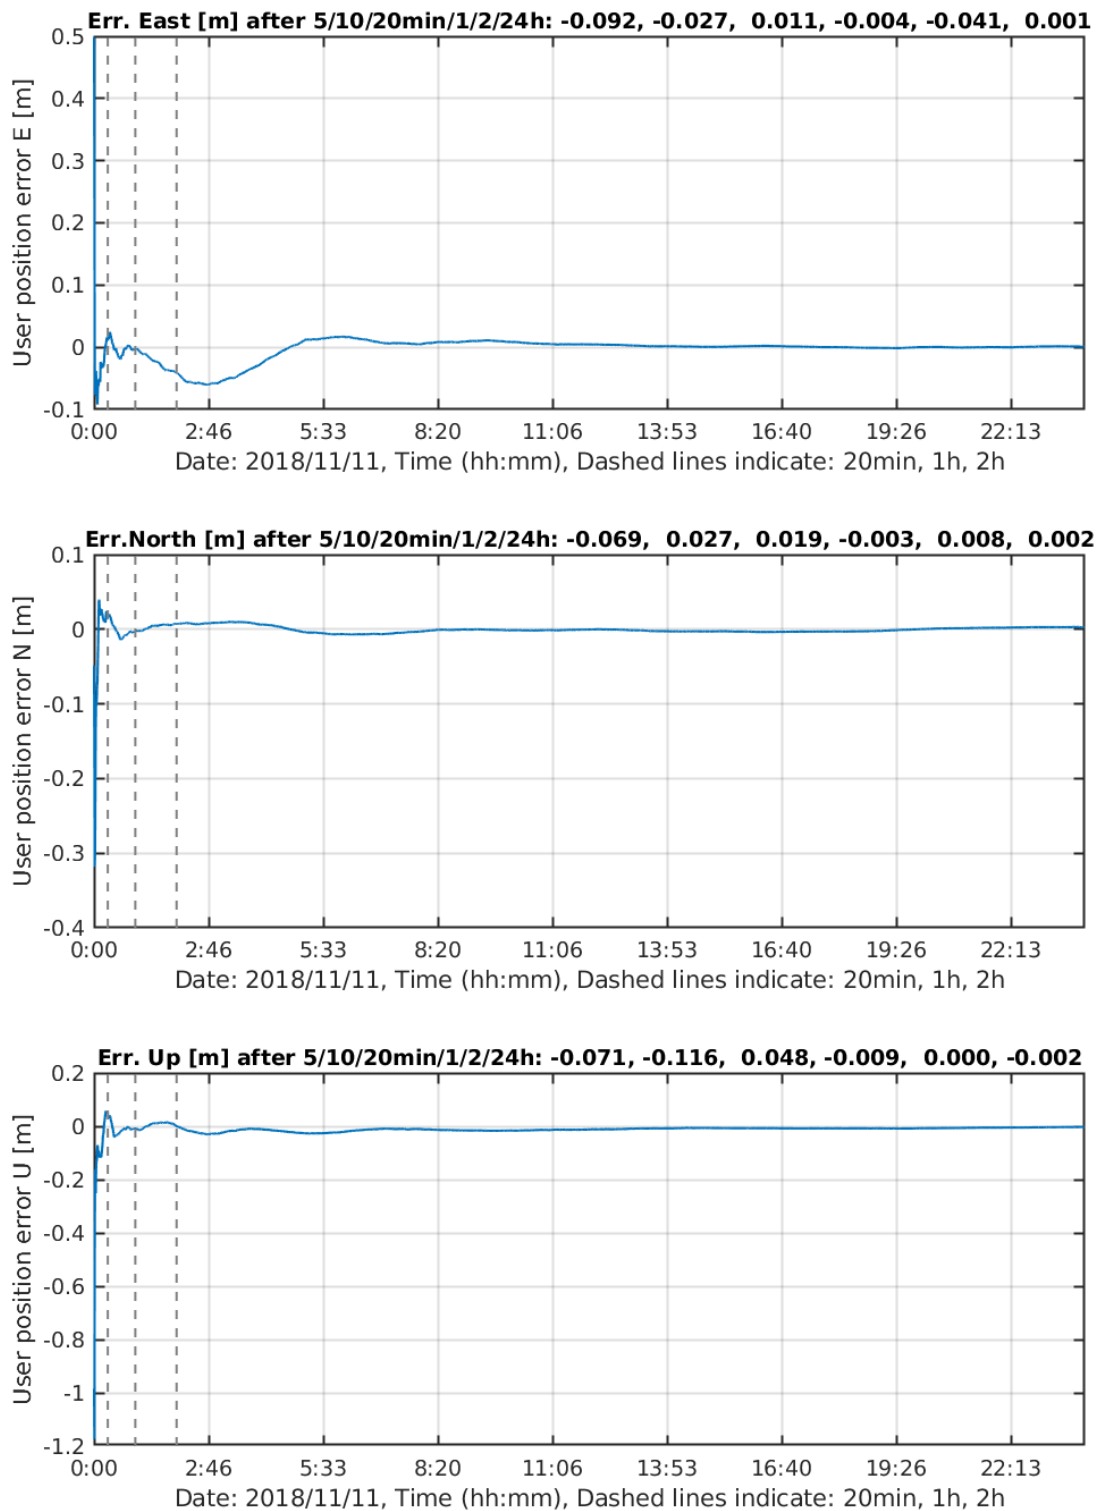 Err. East [m] after 5/10/20min/1/2/24h: -0.092, -0.027, 0.011, -0.004, -0.041, 0.001
User position error E [m]
0.5
0.4
0.3
0.2
0.1
0
-0.1
0:00 2:46 5:33 8:20 11:06 13:53 16:40 19:26 22:13
Date: 2018/11/11, Time (hh:mm), Dashed lines indicate: 20min, 1h, 2h
Err.North [m] after 5/10/20min/1/2/24h: -0.069, 0.027, 0.019, -0.003, 0.008, 0.002
User position error N [m]
0.1
0
-0.1
-0.2
-0.3
-0.4
0:00 2:46 5:33 8:20 11:06 13:53 16:40 19:26 22:13
Date: 2018/11/11, Time (hh:mm), Dashed lines indicate: 20min, 1h, 2h
Err. Up [m] after 5/10/20min/1/2/24h: -0.071, -0.116, 0.048, -0.009, 0.000, -0.002
User position error U [m]
0.2
0
-0.2
-0.4
-0.6
-0.8
-1
-1.2
0:00 2:46 5:33 8:20 11:06 13:53 16:40 19:26 22:13
Date: 2018/11/11, Time (hh:mm), Dashed lines indicate: 20min, 1h, 2h